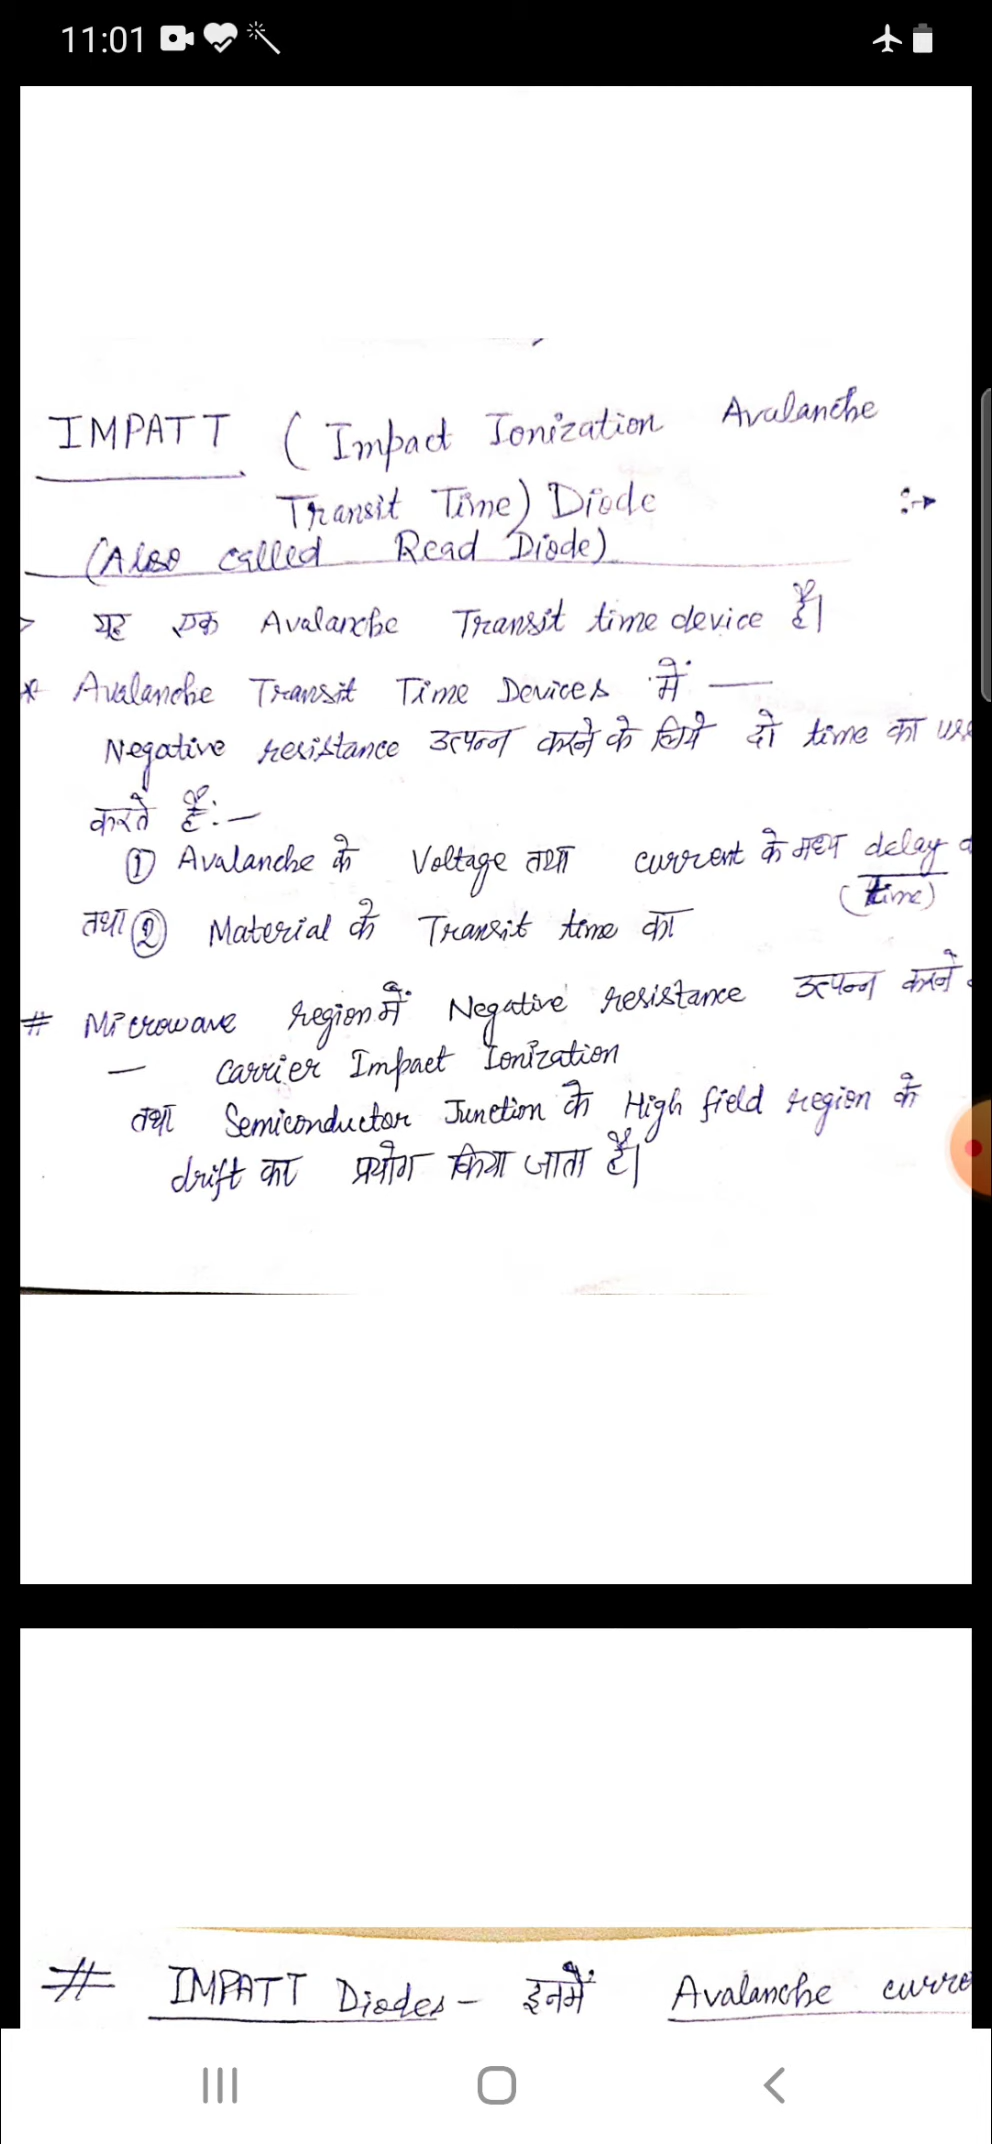 11:01
IMPATT (Impact Ionization Avalanche
Transit Time) Diode :→
(Also called Read Diode)
> यह एक Avalanche Transit time device है।
* Avalanche Transit Time Devices में —
Negative resistance उत्पन्न करने के लिये दो time का use
करते हैं:—
① Avalanche के Voltage तथा current के मध्य delay
(time)
तथा ② Material के Transit time का
# Microwave region में Negative resistance उत्पन्न करने
— Carrier Impact Ionization
तथा Semiconductor Junction के High field region के
drift का प्रयोग किया जाता है।
# IMPATT Diodes - इनमें Avalanche curre